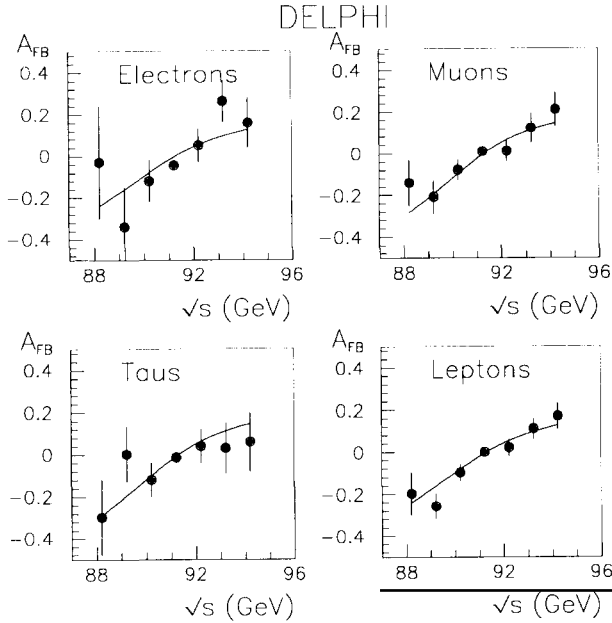 DELPHI
A_FB
Electrons
0.4
0.2
0
-0.2
-0.4
88 92 96
√s (GeV)
A_FB
Muons
0.4
0.2
0
-0.2
-0.4
88 92 96
√s (GeV)
A_FB
Taus
0.4
0.2
0
-0.2
-0.4
88 92 96
√s (GeV)
A_FB
Leptons
0.4
0.2
0
-0.2
-0.4
88 92 96
√s (GeV)